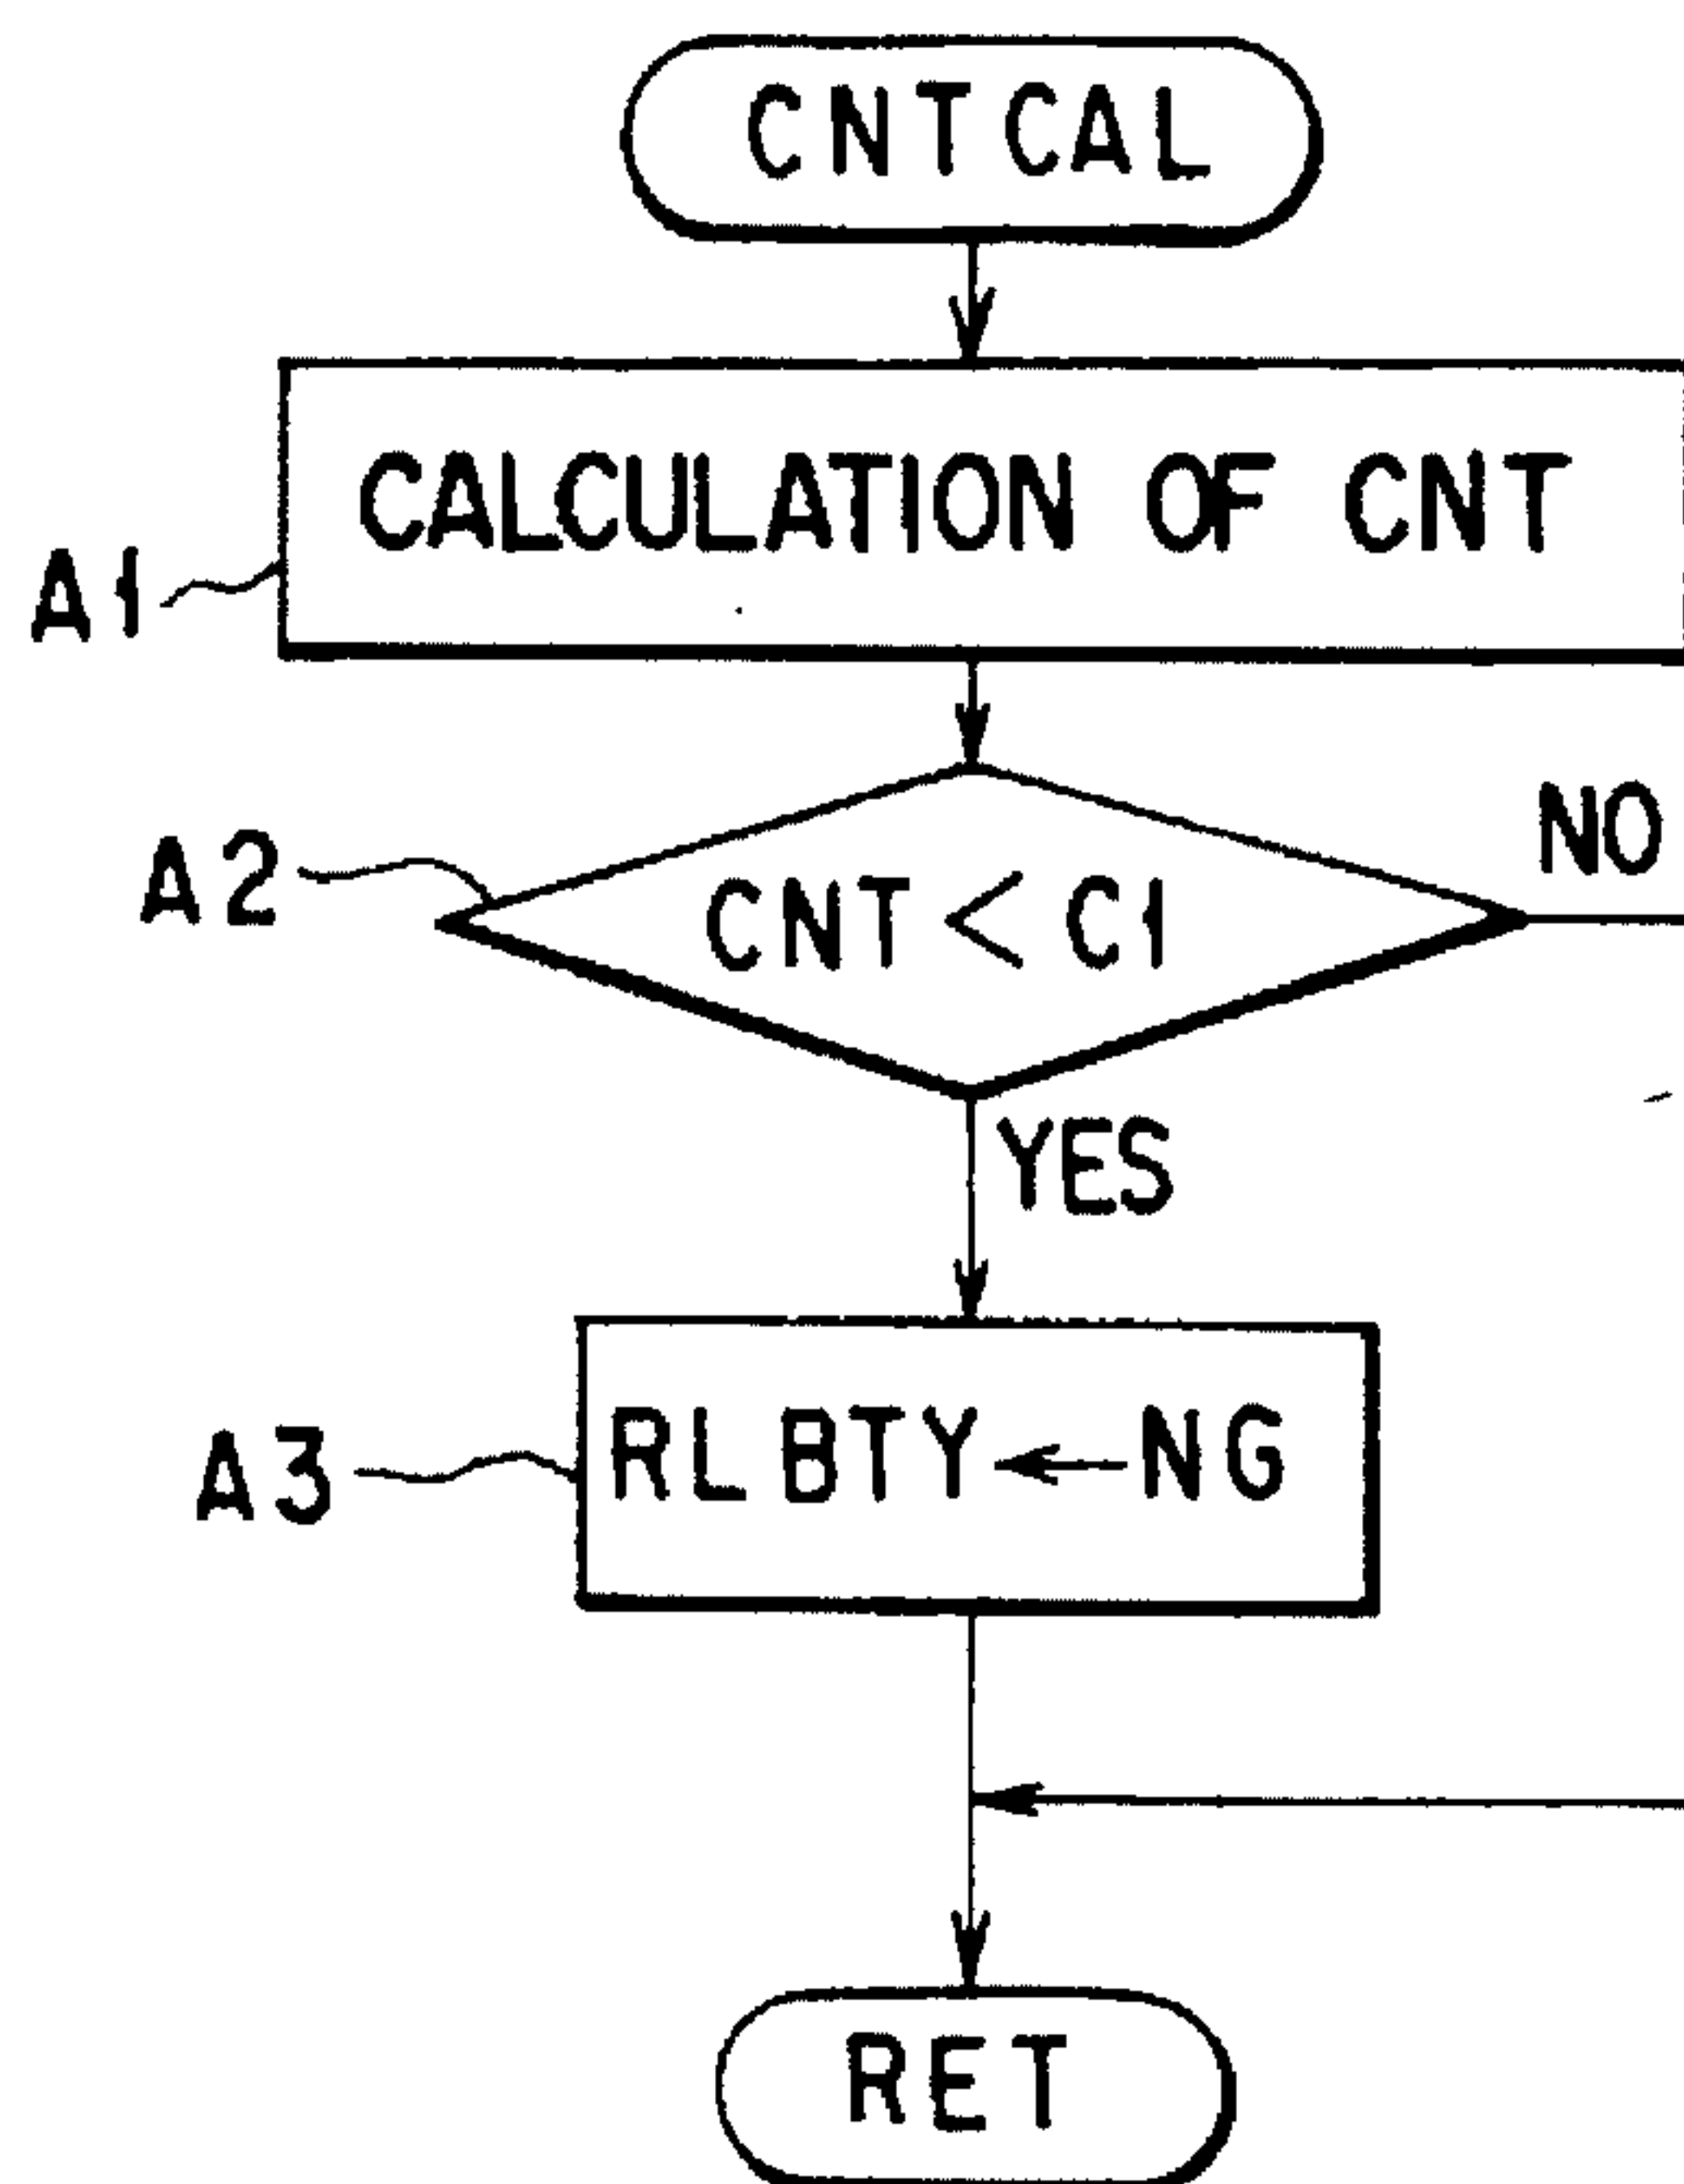 CNTCAL
CALCULATION OF CNT
A1
NO
A2
CNT < C1
YES
RLBTY ← NG
A3
RET